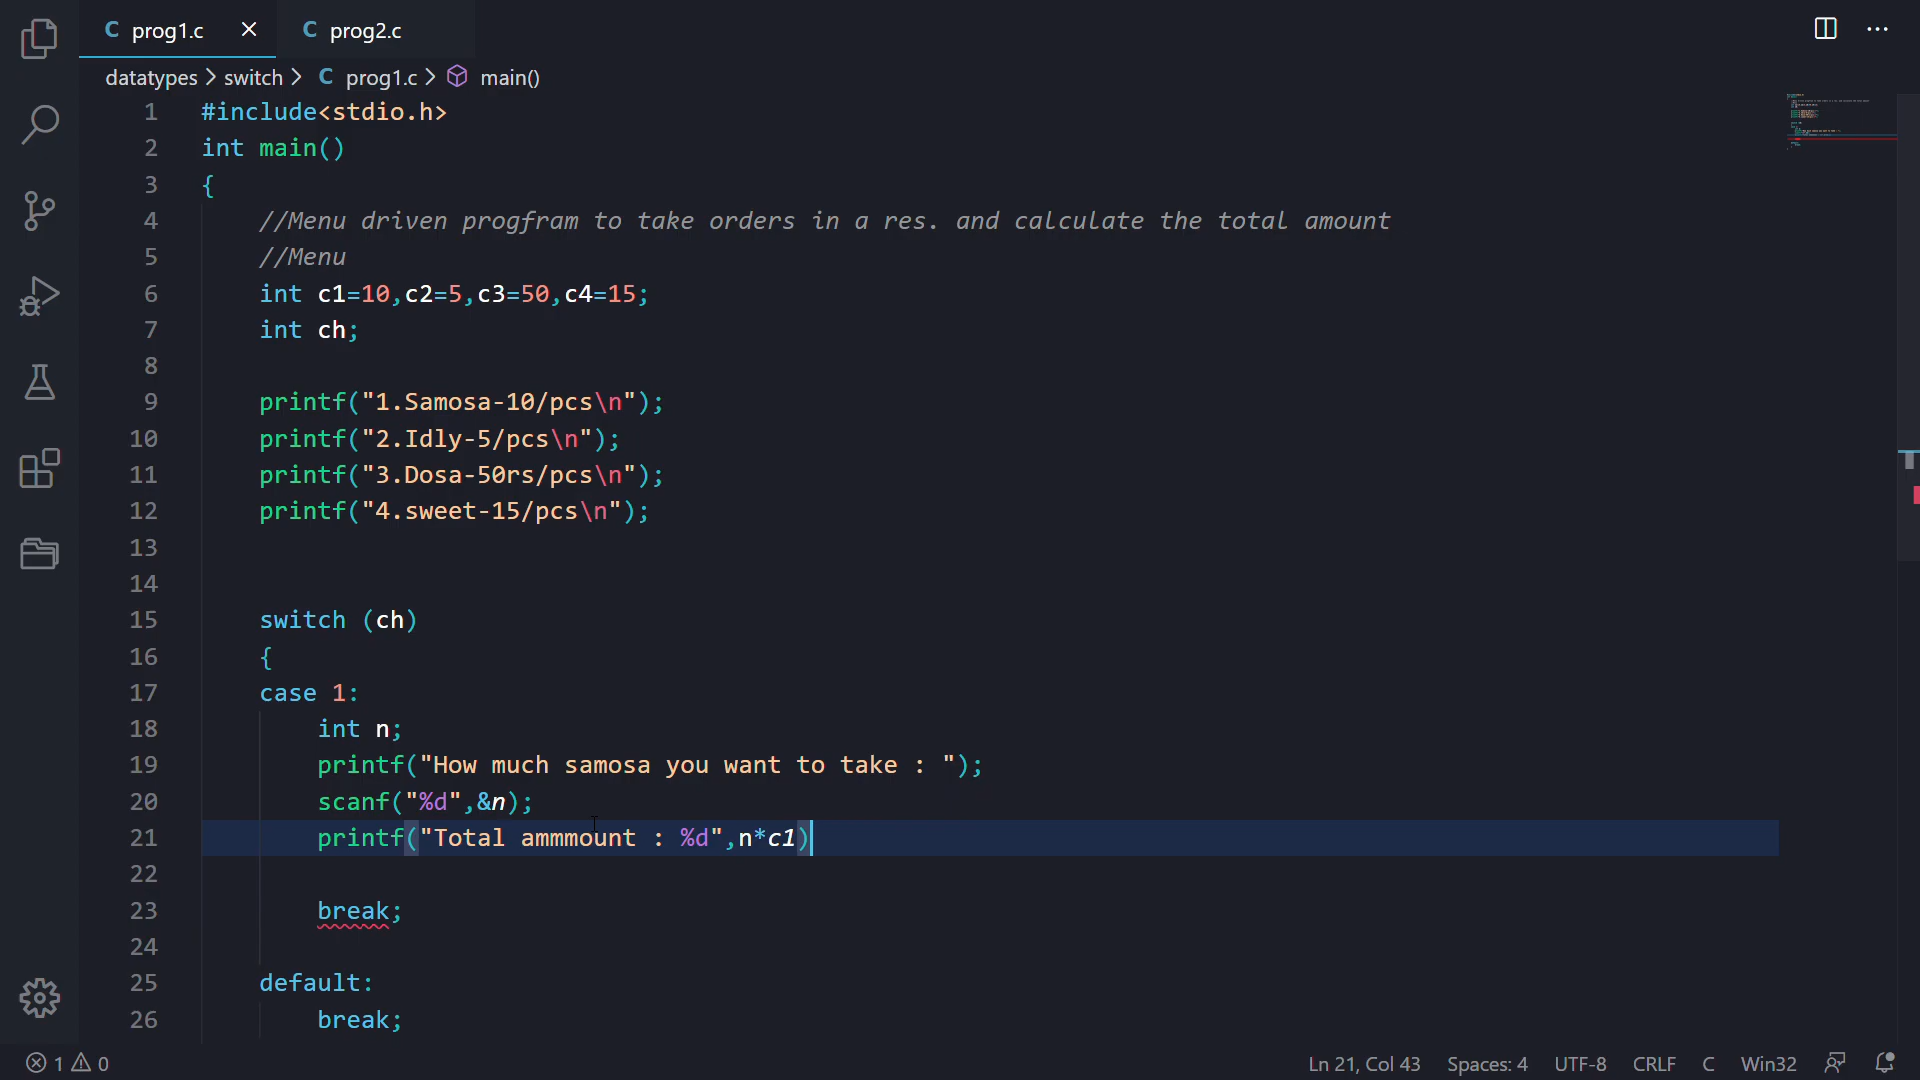 C prog1.c
C prog2.c
datatypes > switch > C prog1.c > main()
1 #include<stdio.h>
2 int main()
3 {
4 //Menu driven progfram to take orders in a res. and calculate the total amount
5 //Menu
6 int c1=10,c2=5,c3=50,c4=15;
7 int ch;
8
9 printf("1.Samosa-10/pcs\n");
10 printf("2.Idly-5/pcs\n");
11 printf("3.Dosa-50rs/pcs\n");
12 printf("4.sweet-15/pcs\n");
13
14
15 switch (ch)
16 {
17 case 1:
18 int n;
19 printf("How much samosa you want to take : ");
20 scanf("%d",&n);
21 printf("Total ammmount : %d",n*c1)
22
23 break;
24
25 default:
26 break;
1 0 Ln 21, Col 43 Spaces: 4 UTF-8 CRLF C Win32